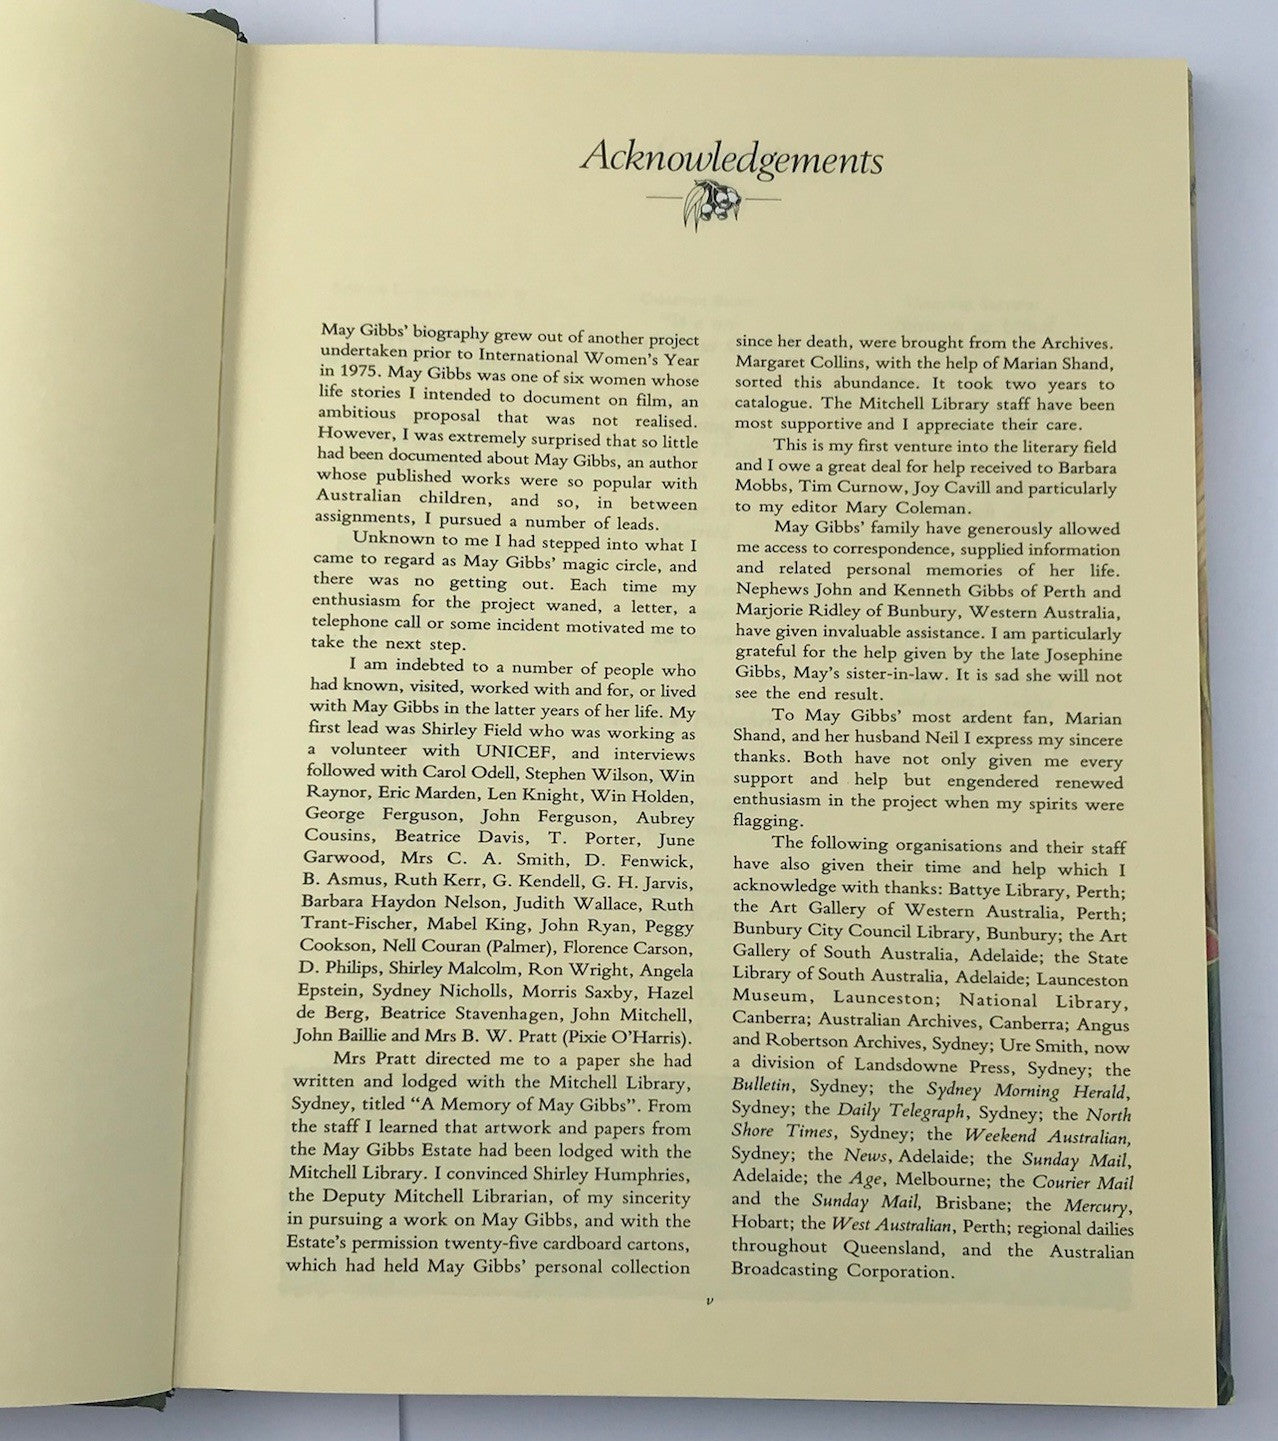 Acknowledgements
May Gibbs' biography grew out of another project
undertaken prior to International Women's Year
in 1975. May Gibbs was one of six women whose
life stories I intended to document on film, an
ambitious proposal that was not realised.
However, I was extremely surprised that so little
had been documented about May Gibbs, an author
whose published works were so popular with
Australian children, and so, in between
assignments, I pursued a number of leads.
Unknown to me I had stepped into what I
came to regard as May Gibbs' magic circle, and
there was no getting out. Each time my
enthusiasm for the project waned, a letter, a
telephone call or some incident motivated me to
take the next step.
I am indebted to a number of people who
had known, visited, worked with and for, or lived
with May Gibbs in the latter years of her life. My
first lead was Shirley Field who was working as
a volunteer with UNICEF, and interviews
followed with Carol Odell, Stephen Wilson, Win
Raynor, Eric Marden, Len Knight, Win Holden,
George Ferguson, John Ferguson, Aubrey
Cousins, Beatrice Davis, T. Porter, June
Garwood, Mrs C. A. Smith, D. Fenwick,
B. Asmus, Ruth Kerr, G. Kendell, G. H. Jarvis,
Barbara Haydon Nelson, Judith Wallace, Ruth
Trant-Fischer, Mabel King, John Ryan, Peggy
Cookson, Nell Couran (Palmer), Florence Carson,
D. Philips, Shirley Malcolm, Ron Wright, Angela
Epstein, Sydney Nicholls, Morris Saxby, Hazel
de Berg, Beatrice Stavenhagen, John Mitchell,
John Baillie and Mrs B. W. Pratt (Pixie O'Harris).
Mrs Pratt directed me to a paper she had
written and lodged with the Mitchell Library,
Sydney, titled "A Memory of May Gibbs". From
the staff I learned that artwork and papers from
the May Gibbs Estate had been lodged with the
Mitchell Library. I convinced Shirley Humphries,
the Deputy Mitchell Librarian, of my sincerity
in pursuing a work on May Gibbs, and with the
Estate's permission twenty-five cardboard cartons,
which had held May Gibbs' personal collection
since her death, were brought from the Archives.
Margaret Collins, with the help of Marian Shand,
sorted this abundance. It took two years to
catalogue. The Mitchell Library staff have been
most supportive and I appreciate their care.
This is my first venture into the literary field
and I owe a great deal for help received to Barbara
Mobbs, Tim Curnow, Joy Cavill and particularly
to my editor Mary Coleman.
May Gibbs' family have generously allowed
me access to correspondence, supplied information
and related personal memories of her life.
Nephews John and Kenneth Gibbs of Perth and
Marjorie Ridley of Bunbury, Western Australia,
have given invaluable assistance. I am particularly
grateful for the help given by the late Josephine
Gibbs, May's sister-in-law. It is sad she will not
see the end result.
To May Gibbs' most ardent fan, Marian
Shand, and her husband Neil I express my sincere
thanks. Both have not only given me every
support and help but engendered renewed
enthusiasm in the project when my spirits were
flagging.
The following organisations and their staff
have also given their time and help which I
acknowledge with thanks: Battye Library, Perth;
the Art Gallery of Western Australia, Perth;
Bunbury City Council Library, Bunbury; the Art
Gallery of South Australia, Adelaide; the State
Library of South Australia, Adelaide; Launceston
Museum, Launceston; National Library,
Canberra; Australian Archives, Canberra; Angus
and Robertson Archives, Sydney; Ure Smith, now
a division of Landsdowne Press, Sydney; the
Bulletin, Sydney; the Sydney Morning Herald,
Sydney; the Daily Telegraph, Sydney; the North
Shore Times, Sydney; the Weekend Australian,
Sydney; the News, Adelaide; the Sunday Mail,
Adelaide; the Age, Melbourne; the Courier Mail
and the Sunday Mail, Brisbane; the Mercury,
Hobart; the West Australian, Perth; regional dailies
throughout Queensland, and the Australian
Broadcasting Corporation.
v